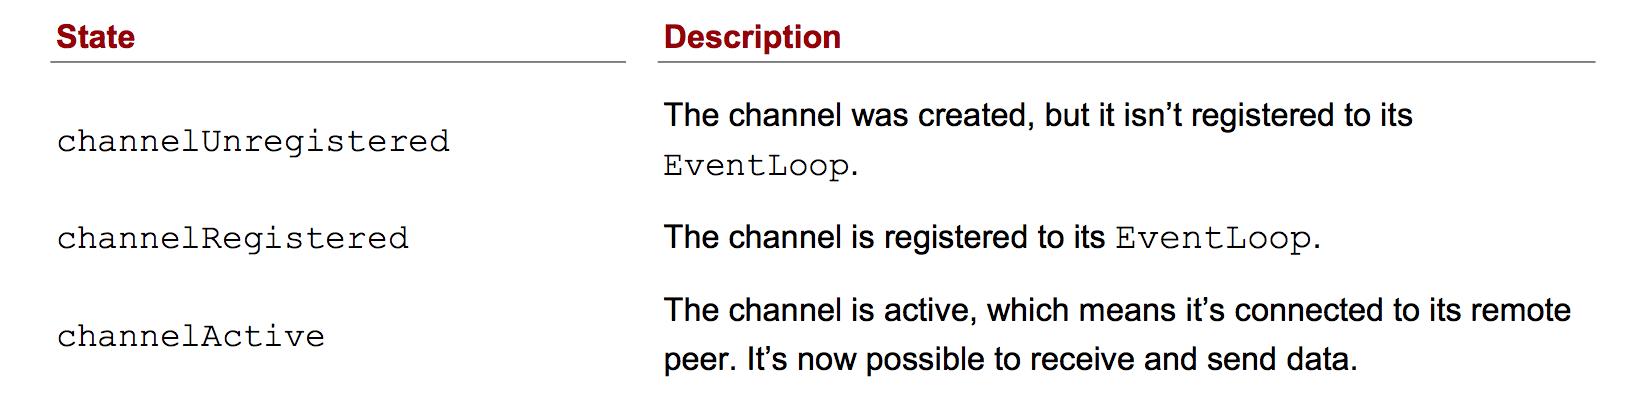 State Description
channelUnregistered The channel was created, but it isn’t registered to its
EventLoop.
channelRegistered The channel is registered to its EventLoop.
channelActive The channel is active, which means it’s connected to its remote
peer. It’s now possible to receive and send data.